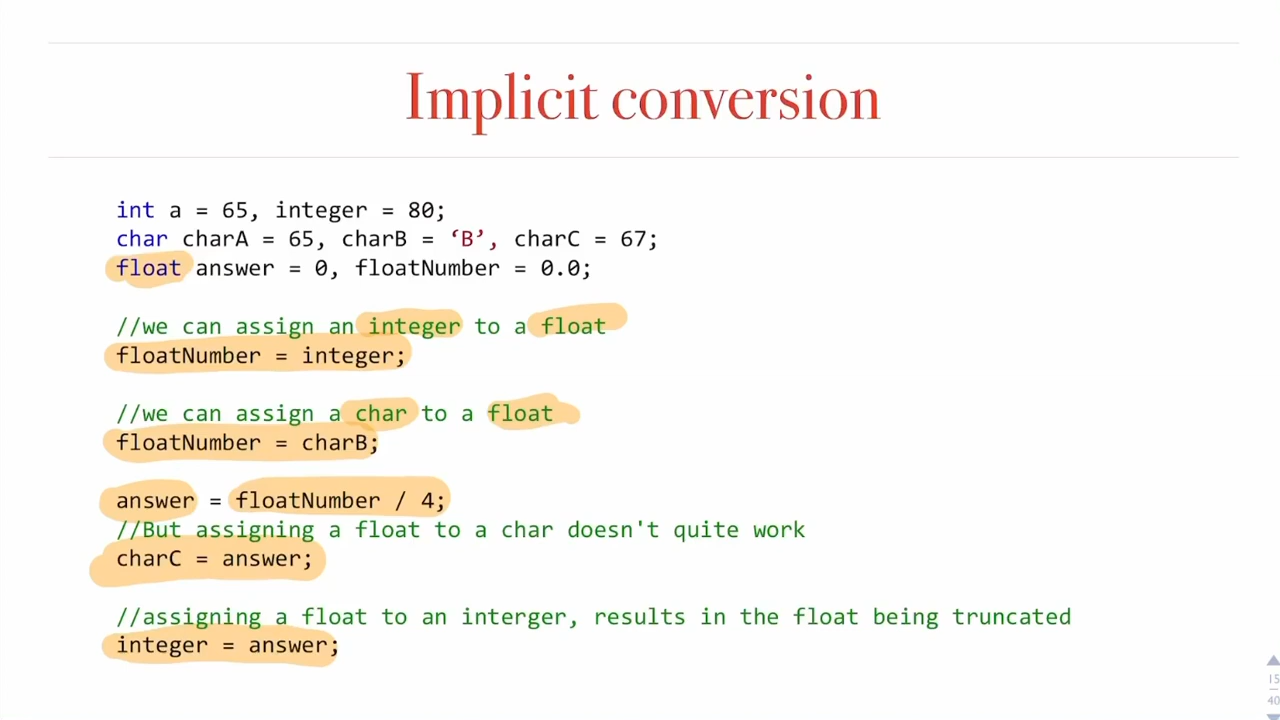 Implicit conversion
int a = 65, integer = 80;
char charA = 65, charB = ‘B’, charC = 67;
float answer = 0, floatNumber = 0.0;
//we can assign an integer to a float
floatNumber = integer;
//we can assign a char to a float
floatNumber = charB;
answer = floatNumber / 4;
//But assigning a float to a char doesn't quite work
charC = answer;
//assigning a float to an interger, results in the float being truncated
integer = answer;
15
40